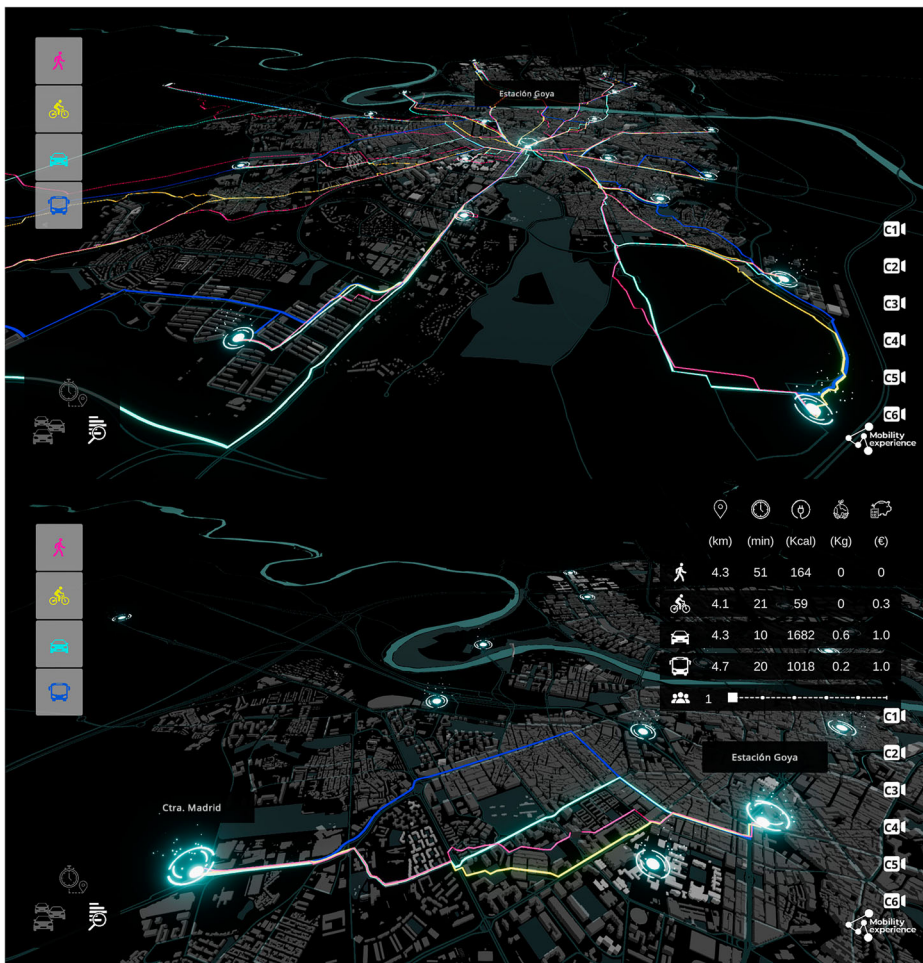 Estación Goya
C1
C2
C3
C4
C5
C6
Mobility
experience
(km) (min) (Kcal) (Kg) (€)
4.3 51 164 0 0
4.1 21 59 0 0.3
4.3 10 1682 0.6 1.0
4.7 20 1018 0.2 1.0
1
C1
Estación Goya
C2
C3
Ctra. Madrid
C4
C5
C6
Mobility
experience